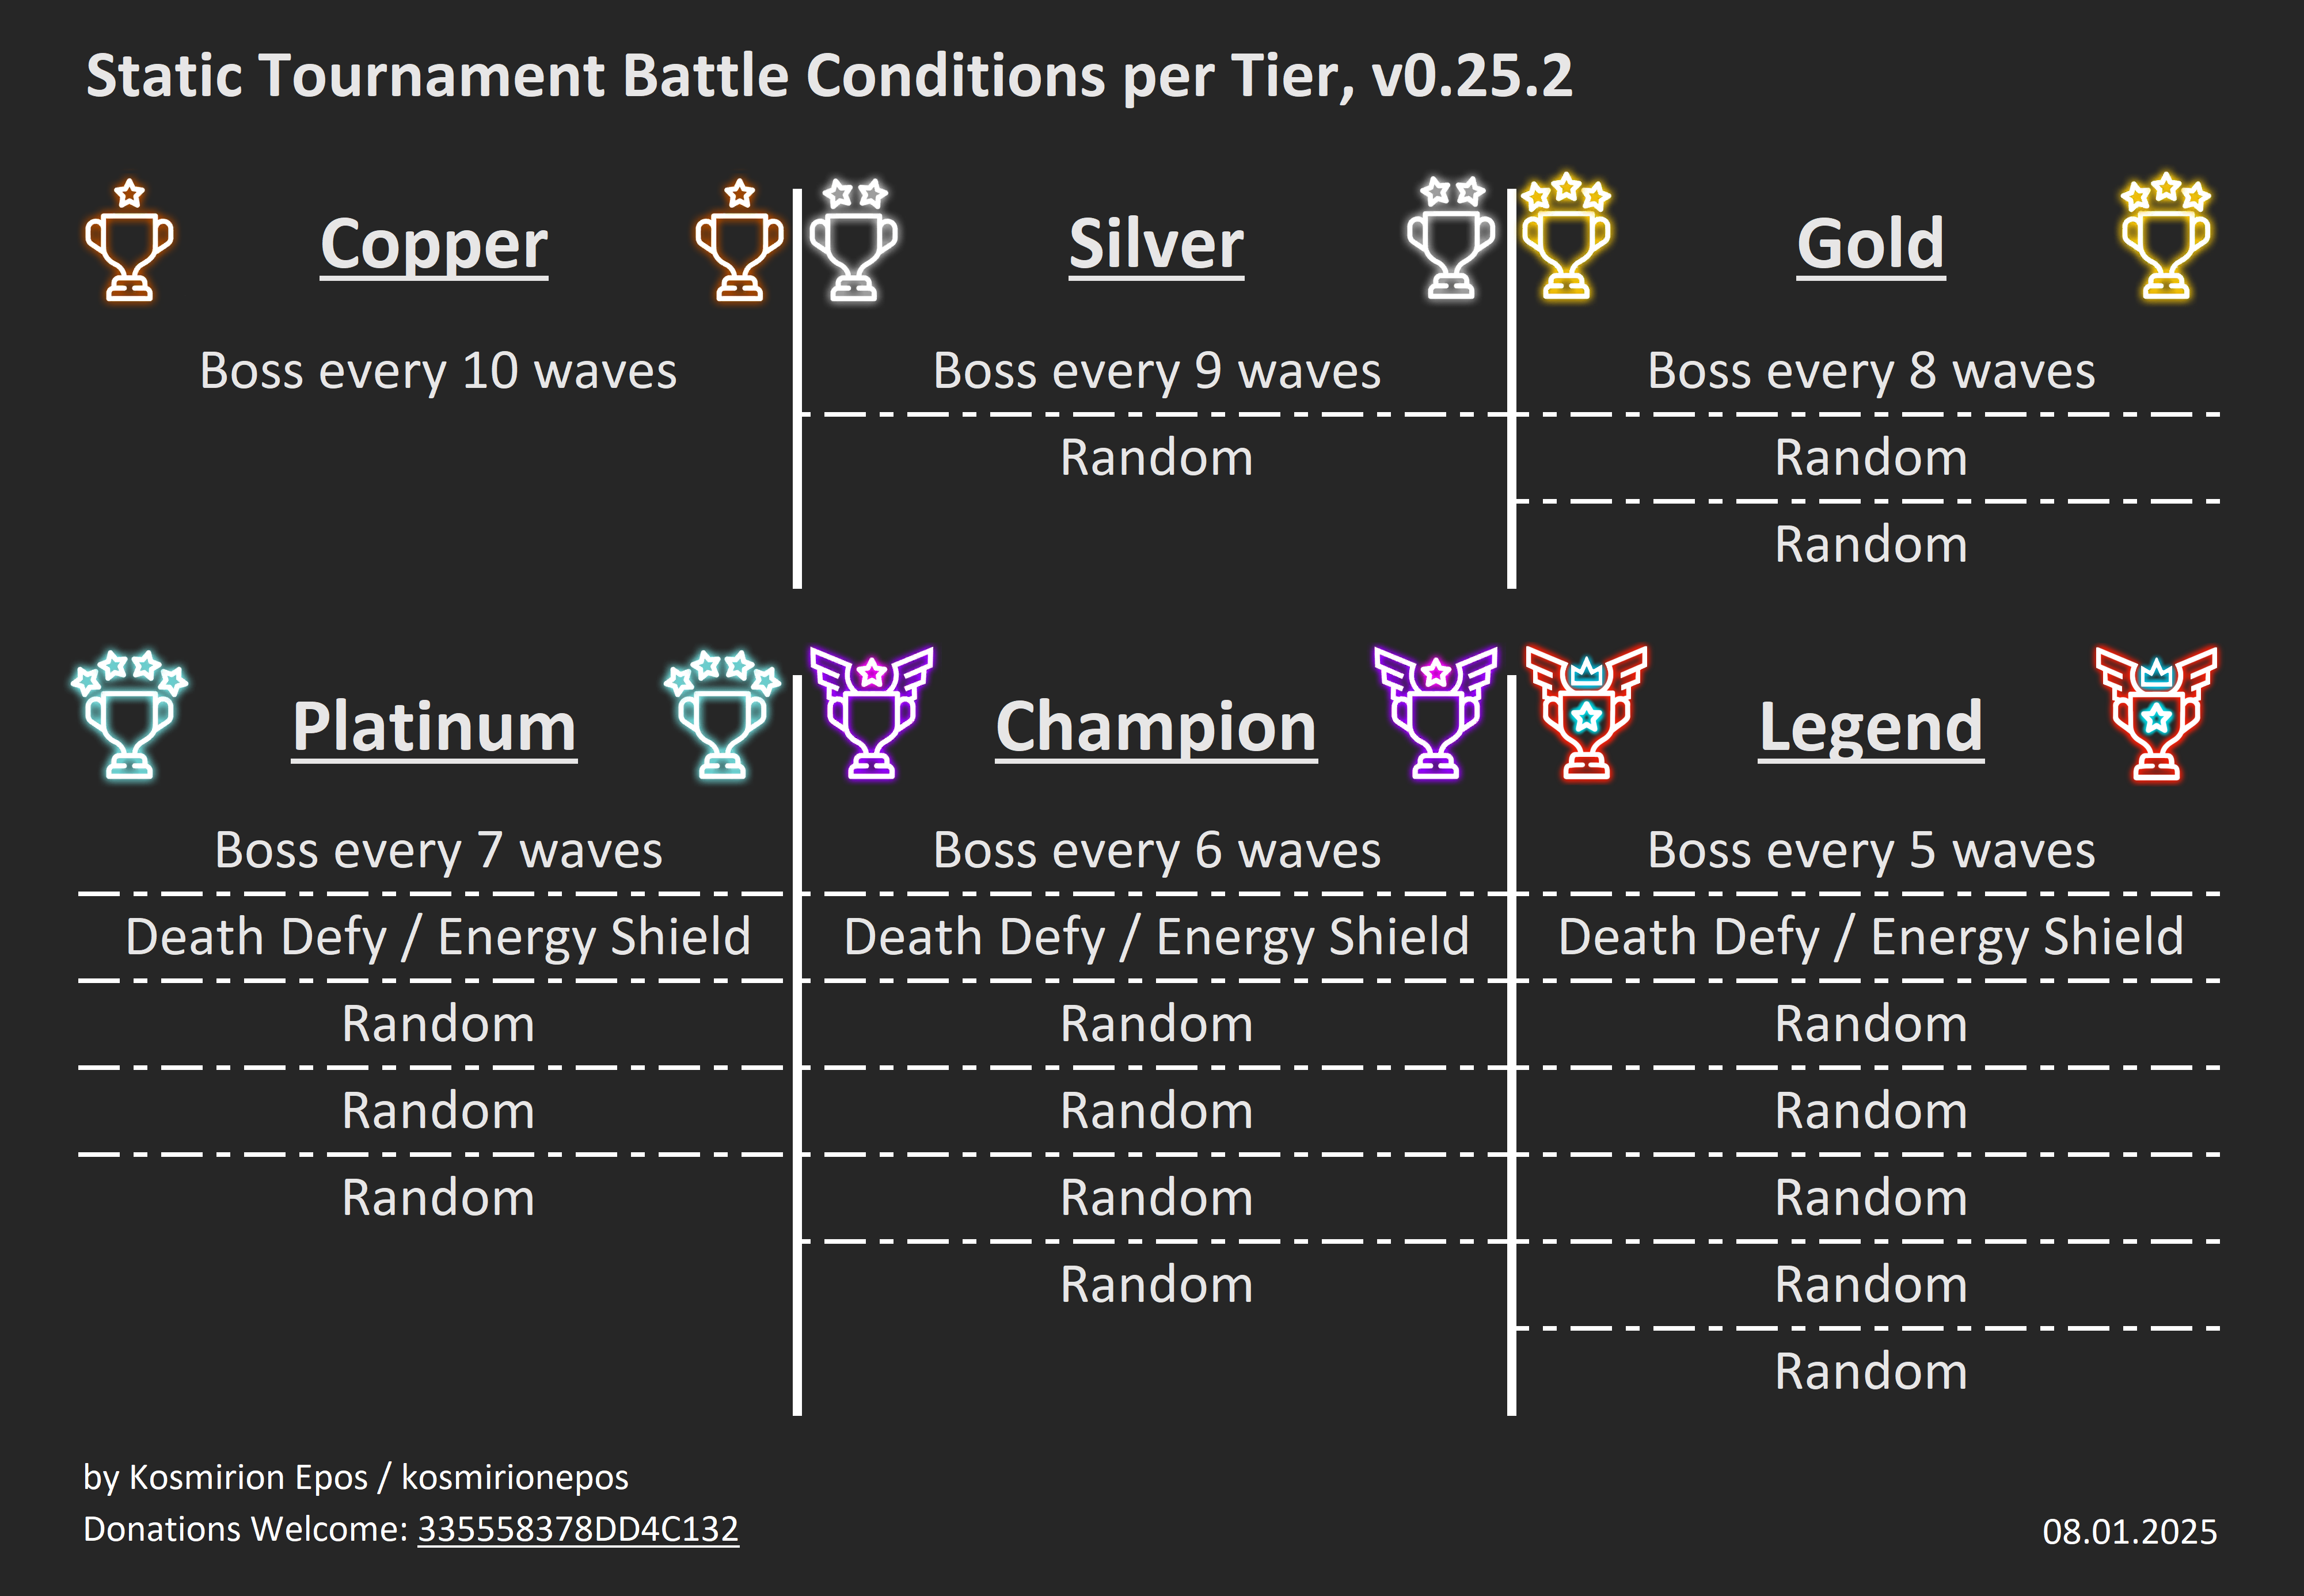 Static Tournament Battle Conditions per Tier, v0.25.2
Copper
Boss every 10 waves
Silver
Boss every 9 waves
Random
Gold
Boss every 8 waves
Random
Random
Platinum
Boss every 7 waves
Death Defy / Energy Shield
Random
Random
Random
Champion
Boss every 6 waves
Death Defy / Energy Shield
Random
Random
Random
Random
Legend
Boss every 5 waves
Death Defy / Energy Shield
Random
Random
Random
Random
Random
by Kosmirion Epos / kosmirionepos
Donations Welcome: 335558378DD4C132
08.01.2025